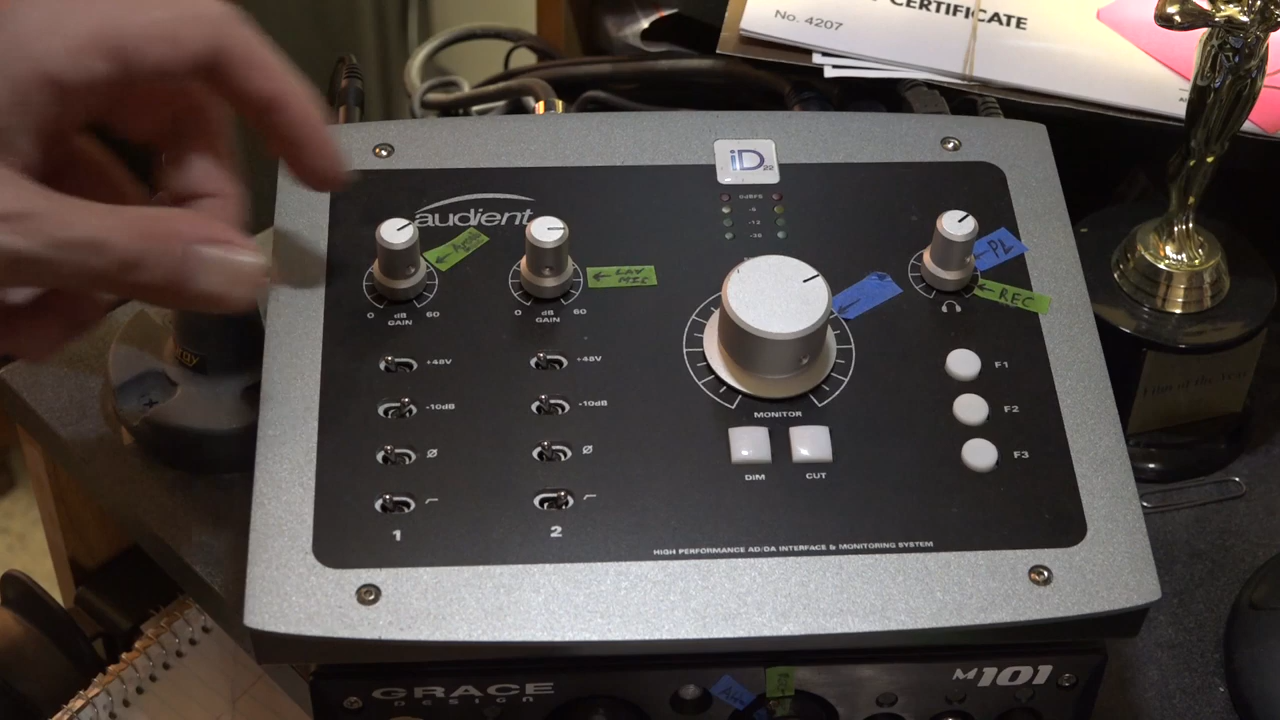 No. 4207
CERTIFICATE
iD22
audient
dBFS
-6
-12
← LAV MIC
← PL
← REC
0 dB 60
GAIN
0 dB 60
GAIN
+48V
+48V
-10dB
-10dB
Ø
Ø
1
2
MONITOR
DIM
CUT
F1
F2
F3
HIGH PERFORMANCE AD/DA INTERFACE & MONITORING SYSTEM
Film of the Year
GRACE
DESIGN
M101